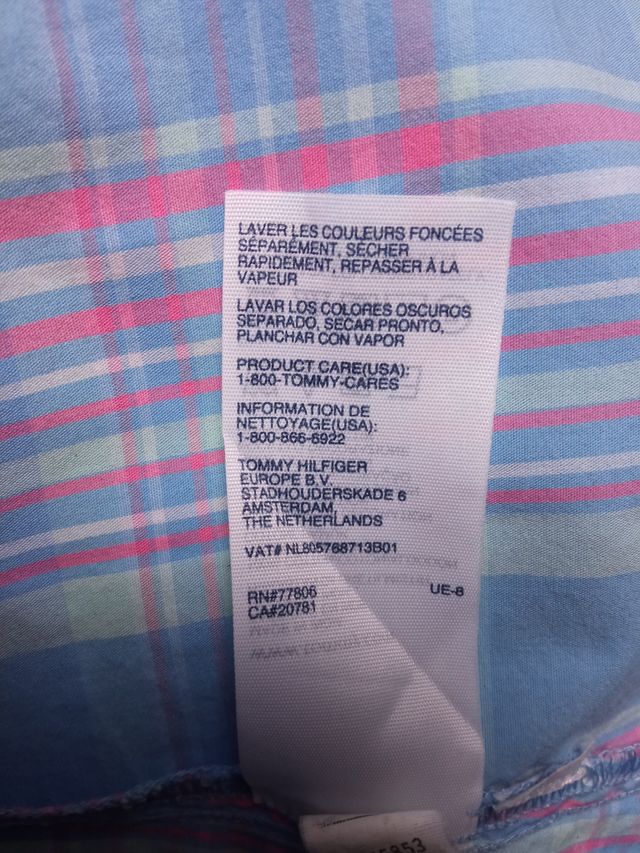 LAVER LES COULEURS FONCÉES
SÉPARÉMENT, SÉCHER
RAPIDEMENT, REPASSER À LA
VAPEUR
LAVAR LOS COLORES OSCUROS
SEPARADO, SECAR PRONTO,
PLANCHAR CON VAPOR
PRODUCT CARE(USA):
1-800-TOMMY-CARES
INFORMATION DE
NETTOYAGE(USA):
1-800-866-6922
TOMMY HILFIGER
EUROPE B.V.
STADHOUDERSKADE 6
AMSTERDAM,
THE NETHERLANDS
VAT# NL805768713B01
RN#77806 UE-8
CA#20781